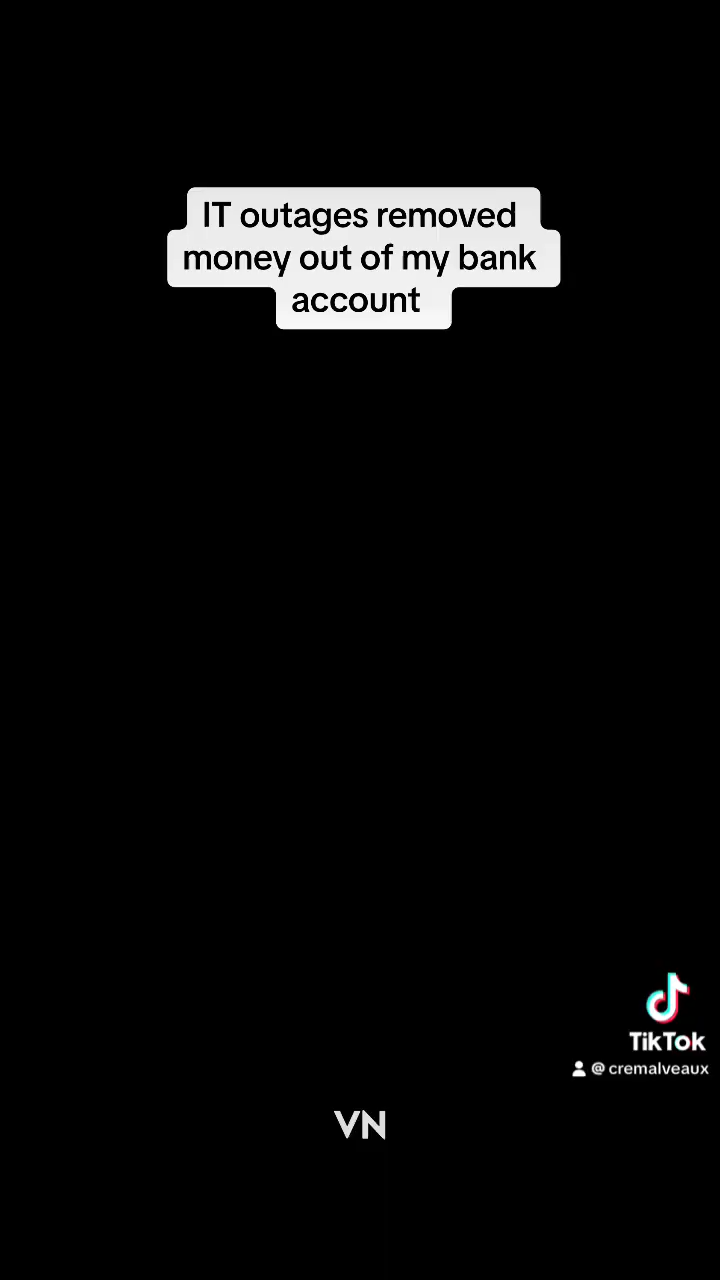 IT outages removed
money out of my bank
account
TikTok
@cremalveaux
VN